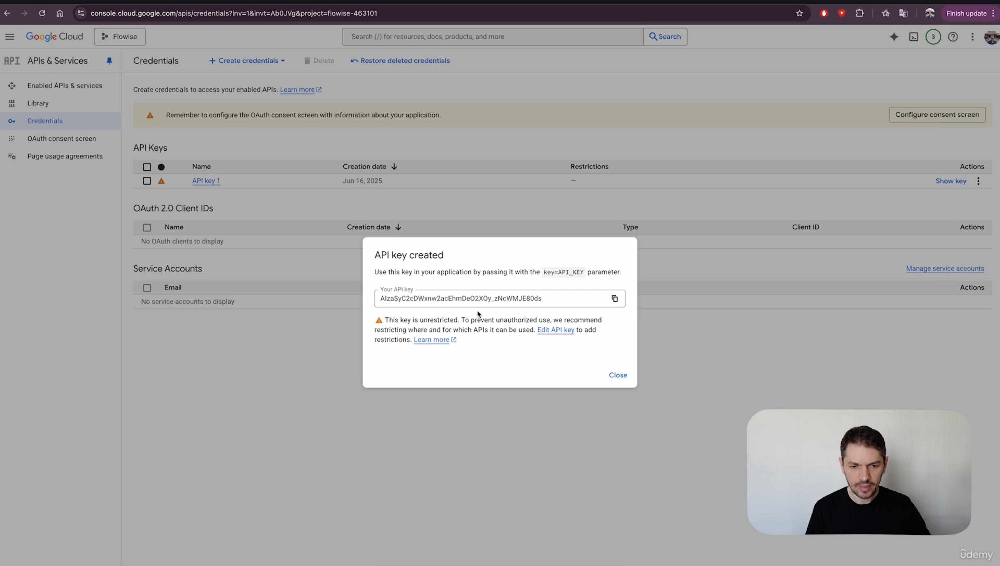 console.cloud.google.com/apis/credentials?inv=1&invt=Ab0JVg&project=flowise-463101
Finish update
Google Cloud
Flowise
Search (/) for resources, docs, products, and more
Search
3
API APIs & Services
Credentials
Create credentials
Delete
Restore deleted credentials
Enabled APIs & services
Library
Credentials
OAuth consent screen
Page usage agreements
Create credentials to access your enabled APIs. Learn more
Remember to configure the OAuth consent screen with information about your application.
Configure consent screen
API Keys
Name Creation date Restrictions Actions
API key 1 Jun 16, 2025 — Show key
OAuth 2.0 Client IDs
Name Creation date Type Client ID Actions
No OAuth clients to display
Service Accounts
Manage service accounts
Email Actions
No service accounts to display
API key created
Use this key in your application by passing it with the key=API_KEY parameter.
Your API key
AIzaSyC2cDWxnw2acEhmDeO2XOy_zNcWMJE80ds
This key is unrestricted. To prevent unauthorized use, we recommend
restricting where and for which APIs it can be used. Edit API key to add
restrictions. Learn more
Close
ûdemy